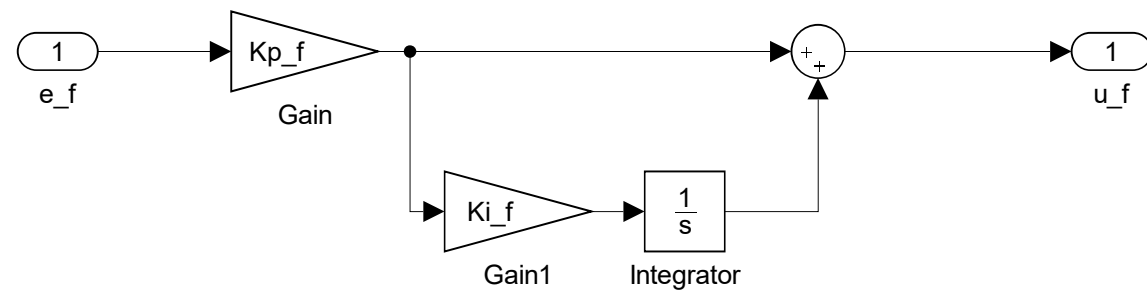 1
e_f
Kp_f
Gain
+
+
1
u_f
Ki_f
Gain1
1
s
Integrator